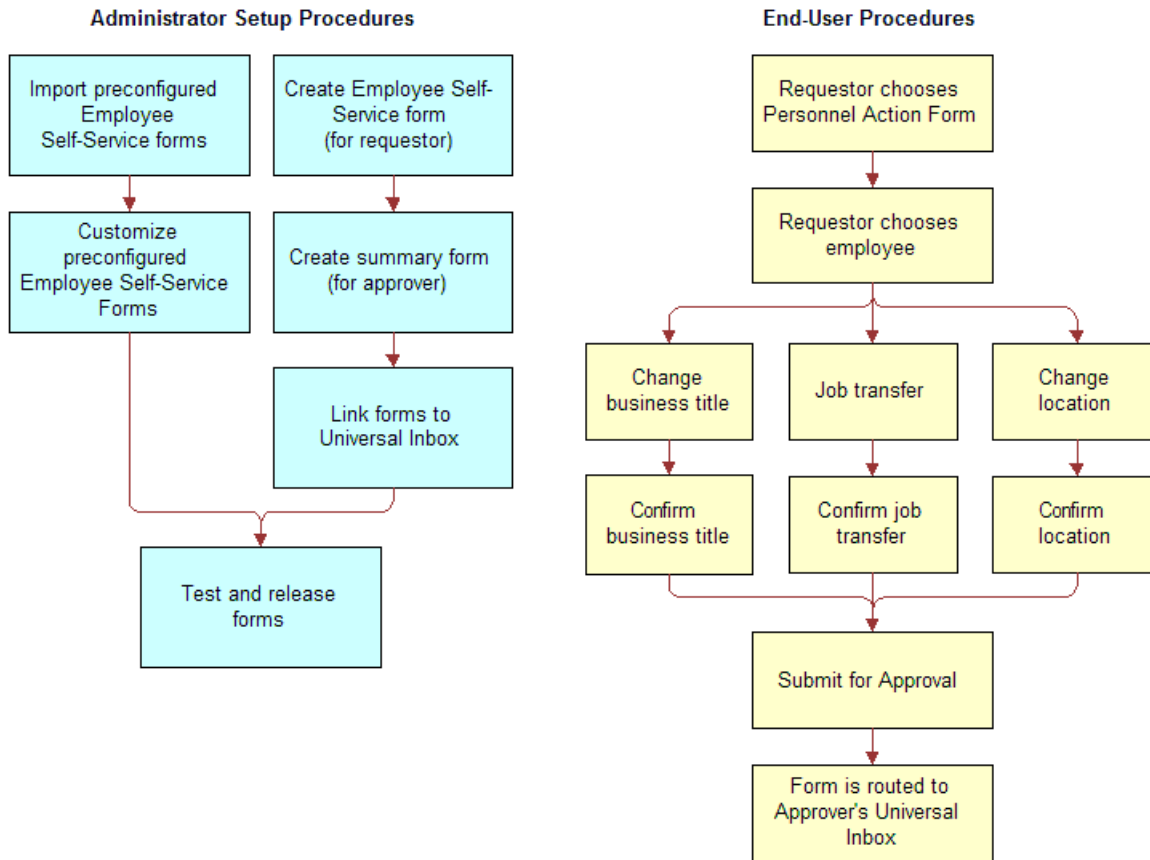 Administrator Setup Procedures
Import preconfigured
Employee
Self-Service forms
Create Employee Self-
Service form
(for requestor)
Customize
preconfigured
Employee Self-Service
Forms
Create summary form
(for approver)
Link forms to
Universal Inbox
Test and release
forms
End-User Procedures
Requestor chooses
Personnel Action Form
Requestor chooses
employee
Change
business title
Job transfer
Change
location
Confirm
business title
Confirm job
transfer
Confirm
location
Submit for Approval
Form is routed to
Approver's Universal
Inbox